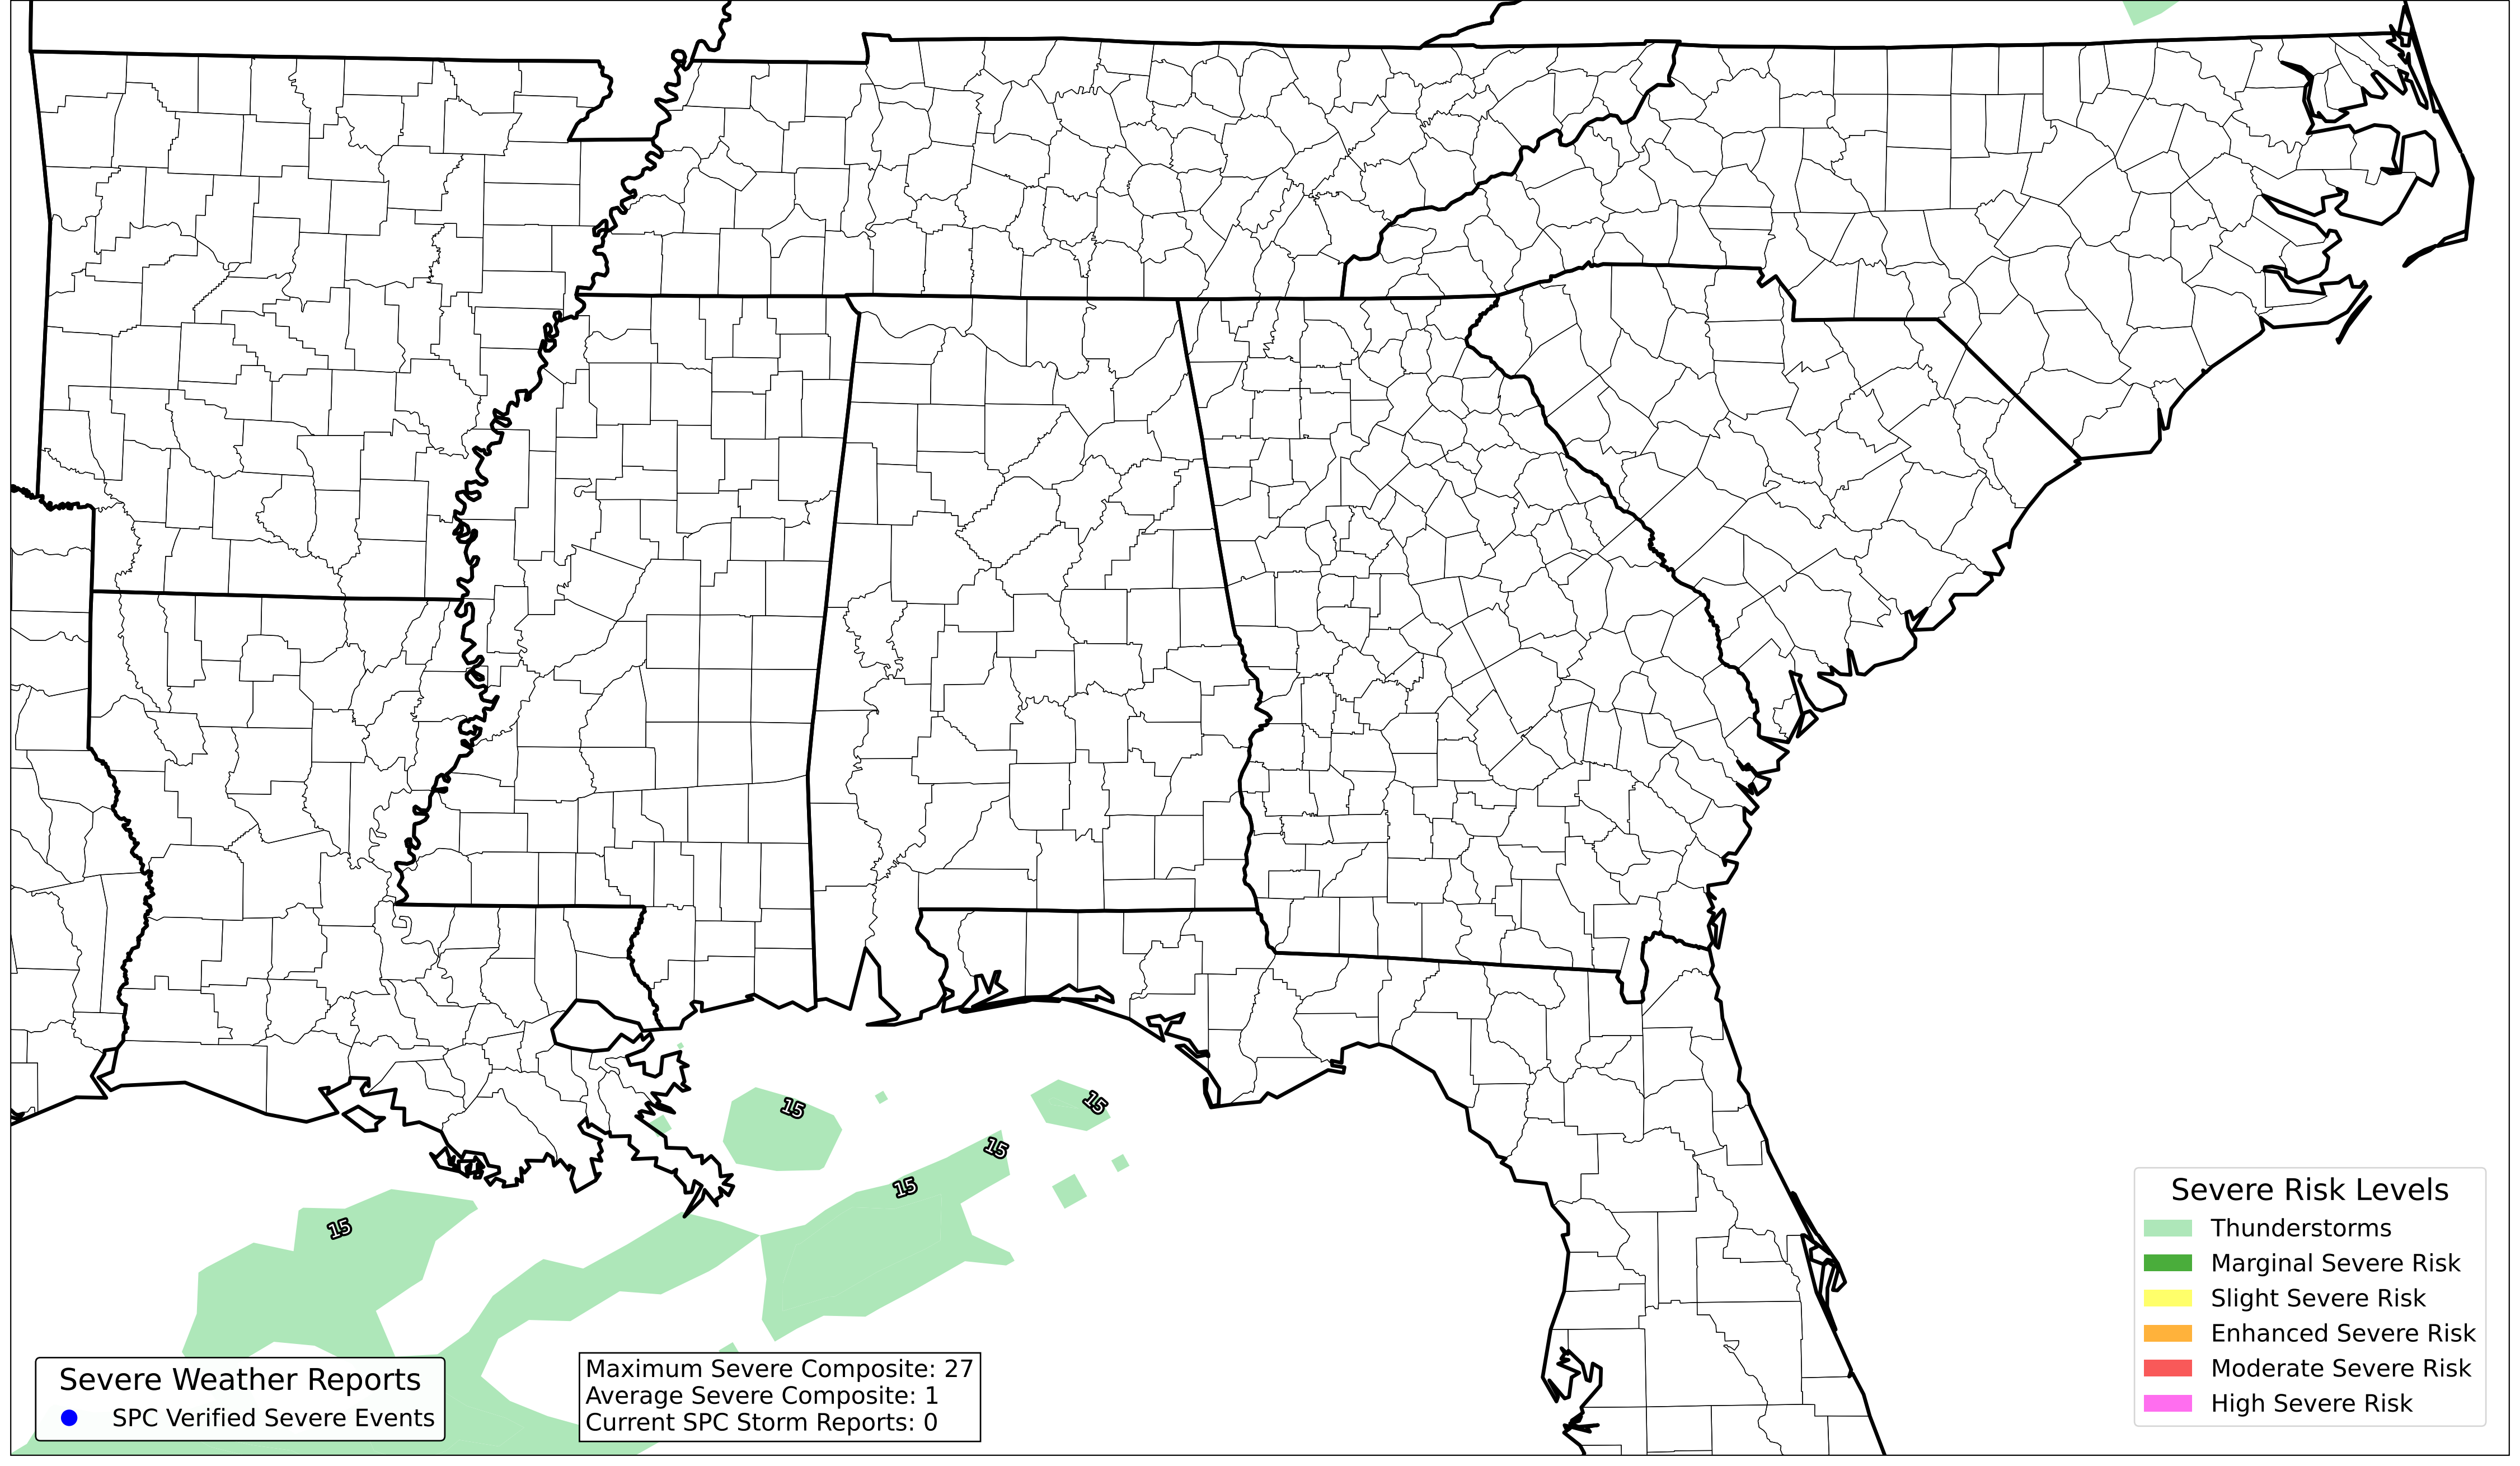 15
15
15
15
15
Severe Weather Reports
SPC Verified Severe Events
Maximum Severe Composite: 27
Average Severe Composite: 1
Current SPC Storm Reports: 0
Severe Risk Levels
Thunderstorms
Marginal Severe Risk
Slight Severe Risk
Enhanced Severe Risk
Moderate Severe Risk
High Severe Risk